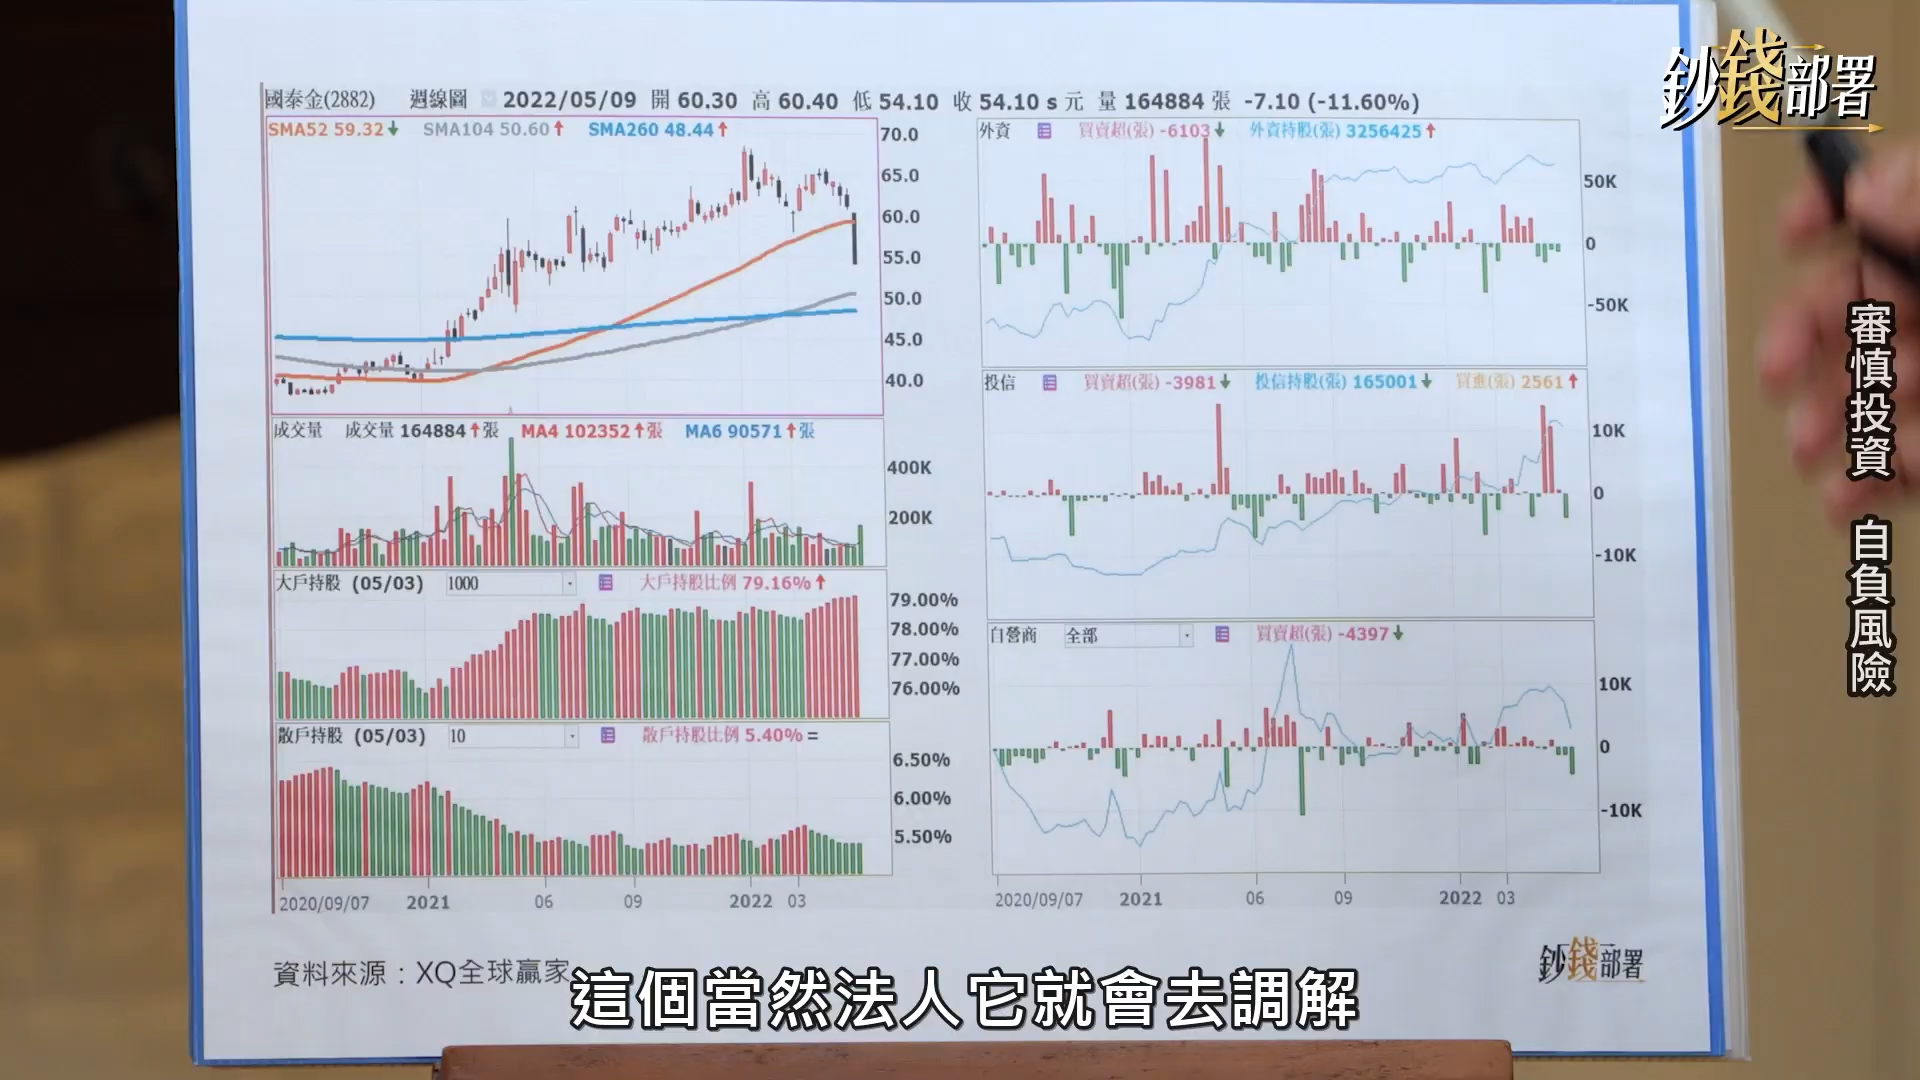 鈔錢部署
國泰金(2882) 週線圖 2022/05/09 開 60.30 高 60.40 低 54.10 收 54.10 s 元 量 164884 張 -7.10 (-11.60%)
SMA52 59.32↓ SMA104 50.60↑ SMA260 48.44↑
70.0
65.0
60.0
55.0
50.0
45.0
40.0
成交量 成交量 164884↑張 MA4 102352↑張 MA6 90571↑張
400K
200K
大戶持股 (05/03) 1000 大戶持股比例 79.16%↑
79.00%
78.00%
77.00%
76.00%
散戶持股 (05/03) 10 散戶持股比例 5.40% =
6.50%
6.00%
5.50%
2020/09/07 2021 06 09 2022 03
外資 買賣超(張) -6103↓ 外資持股(張) 3256425↑
50K
0
-50K
投信 買賣超(張) -3981↓ 投信持股(張) 165001↓ 買進(張) 2561↑
10K
0
-10K
自營商 全部 買賣超(張) -4397↓
10K
0
-10K
2020/09/07 2021 06 09 2022 03
資料來源：XQ全球贏家
鈔錢部署
審慎投資 自負風險
這個當然法人它就會去調解